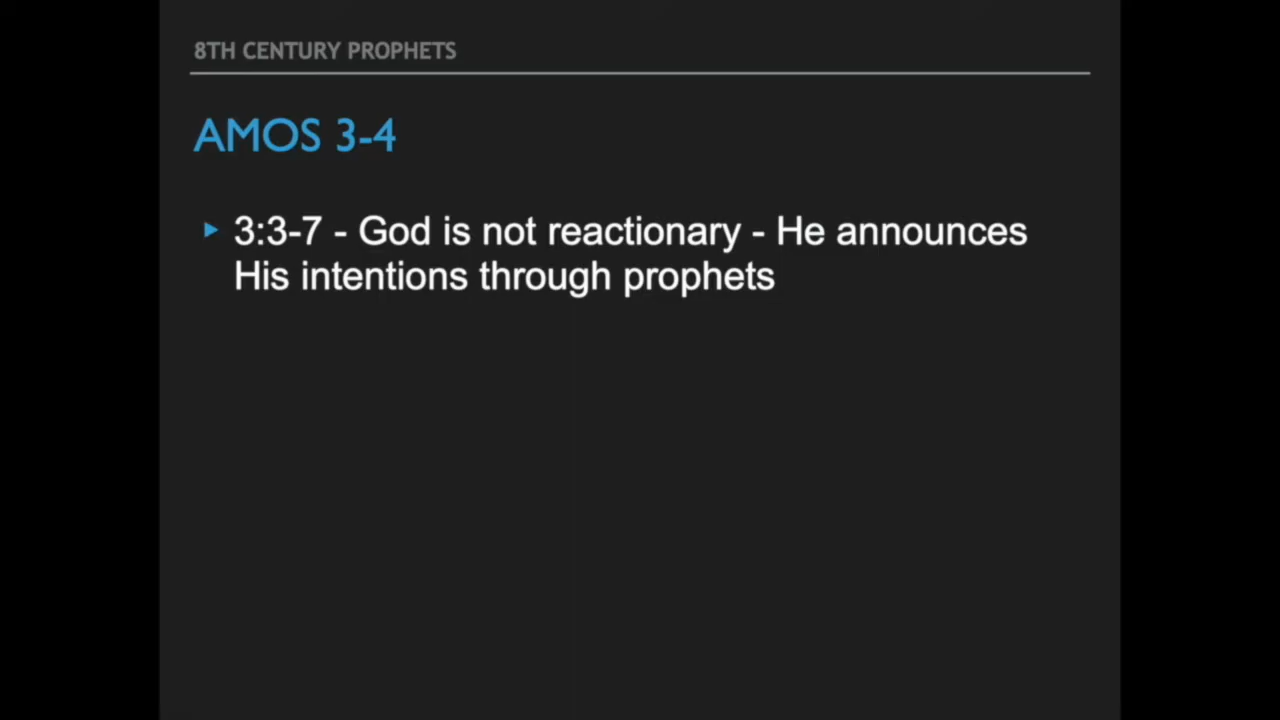 8TH CENTURY PROPHETS
AMOS 3-4
3:3-7 - God is not reactionary - He announces
His intentions through prophets